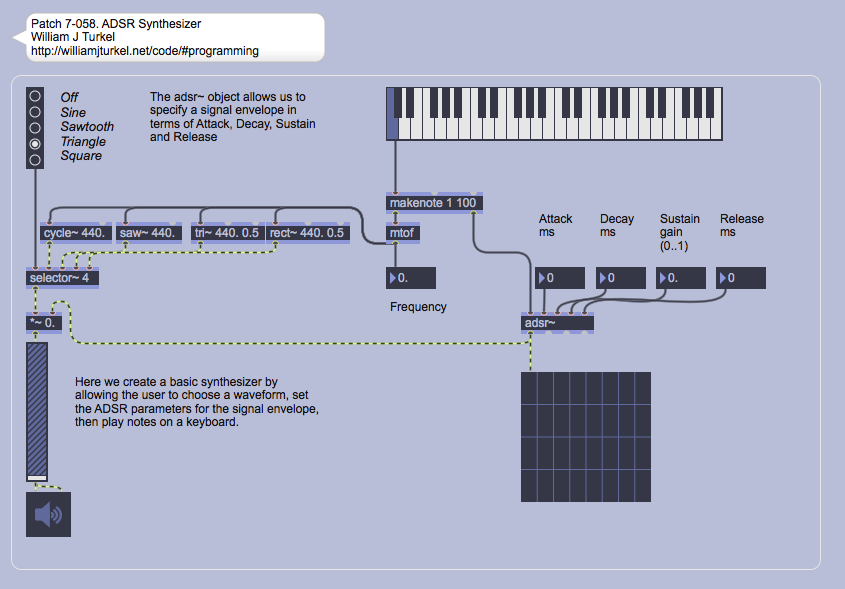 Patch 7-058. ADSR Synthesizer
William J Turkel
http://williamjturkel.net/code/#programming
Off
Sine
Sawtooth
Triangle
Square
The adsr~ object allows us to
specify a signal envelope in
terms of Attack, Decay, Sustain
and Release
makenote 1 100
cycle~ 440.
saw~ 440.
tri~ 440. 0.5
rect~ 440. 0.5
mtof
Attack
ms
Decay
ms
Sustain
gain
(0..1)
Release
ms
selector~ 4
0.
0
0
0.
0
Frequency
*~ 0.
adsr~
Here we create a basic synthesizer by
allowing the user to choose a waveform, set
the ADSR parameters for the signal envelope,
then play notes on a keyboard.